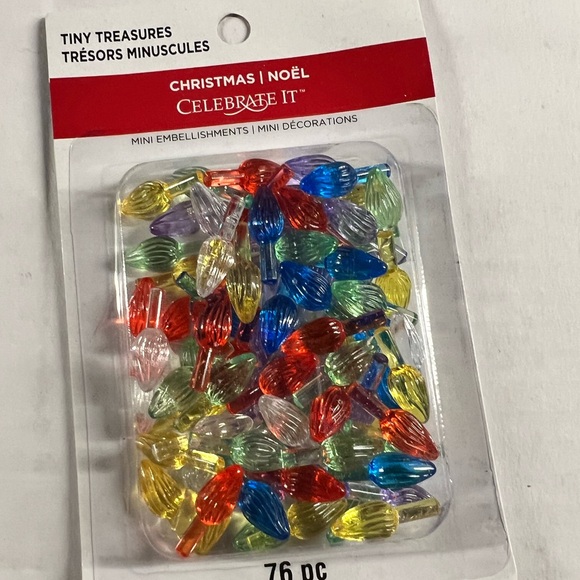 TINY TREASURES
TRÉSORS MINUSCULES
CHRISTMAS | NOËL
CELEBRATE IT™
MINI EMBELLISHMENTS | MINI DÉCORATIONS
76 pc